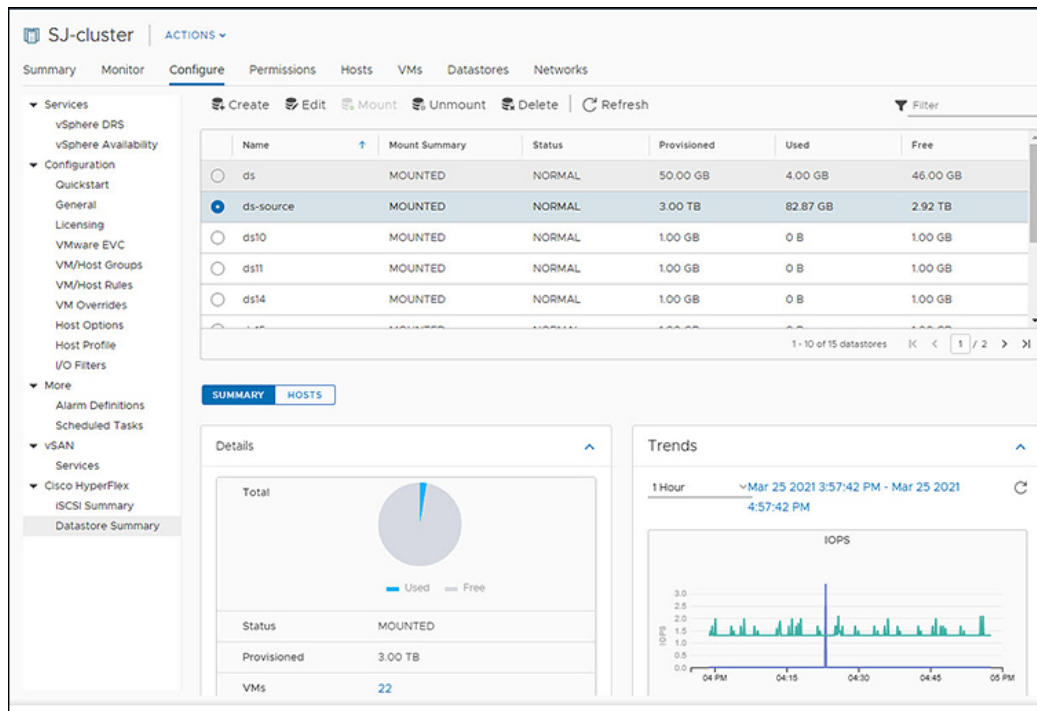 SJ-cluster ACTIONS
Summary Monitor Configure Permissions Hosts VMs Datastores Networks
Services
vSphere DRS
vSphere Availability
Configuration
Quickstart
General
Licensing
VMware EVC
VM/Host Groups
VM/Host Rules
VM Overrides
Host Options
Host Profile
I/O Filters
More
Alarm Definitions
Scheduled Tasks
vSAN
Services
Cisco HyperFlex
iSCSI Summary
Datastore Summary
Create Edit Mount Unmount Delete Refresh Filter
Name Mount Summary Status Provisioned Used Free
ds MOUNTED NORMAL 50.00 GB 4.00 GB 46.00 GB
ds-source MOUNTED NORMAL 3.00 TB 82.87 GB 2.92 TB
ds10 MOUNTED NORMAL 1.00 GB 0 B 1.00 GB
ds11 MOUNTED NORMAL 1.00 GB 0 B 1.00 GB
ds14 MOUNTED NORMAL 1.00 GB 0 B 1.00 GB
1 - 10 of 15 datastores 1 / 2
SUMMARY HOSTS
Details
Total
Used Free
Status MOUNTED
Provisioned 3.00 TB
VMs 22
Trends
1 Hour Mar 25 2021 3:57:42 PM - Mar 25 2021
4:57:42 PM
IOPS
IOPS
3.0
2.5
2.0
1.5
1.0
0.5
0.0
04 PM 04:15 04:30 04:45 05 PM